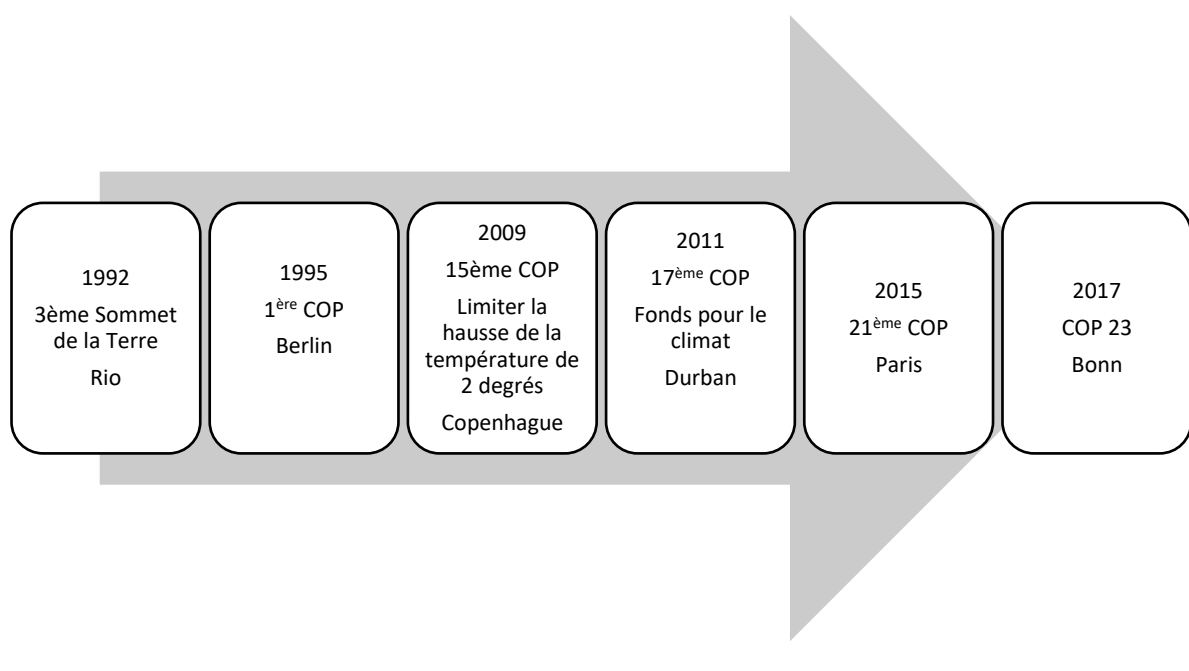 1992
3ème Sommet
de la Terre
Rio
1995
1ère COP
Berlin
2009
15ème COP
Limiter la
hausse de la
température de
2 degrés
Copenhague
2011
17ème COP
Fonds pour le
climat
Durban
2015
21ème COP
Paris
2017
COP 23
Bonn